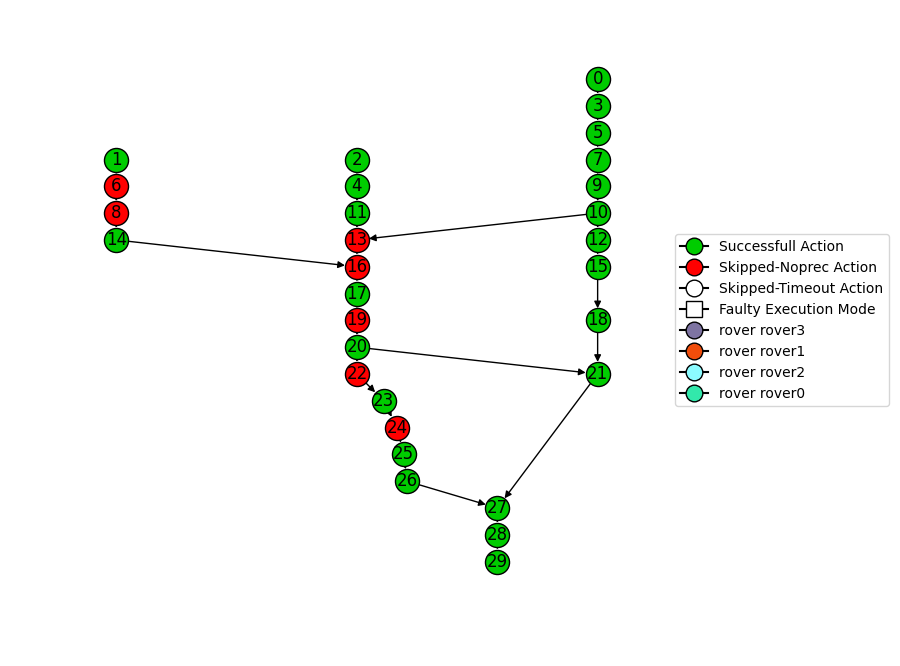 0
3
5
1 2 7
6 4 9
8 11 10
14 13 12
16 15
17
19 18
20
22 21
23
24
25
26
27
28
29
Successfull Action
Skipped-Noprec Action
Skipped-Timeout Action
Faulty Execution Mode
rover rover3
rover rover1
rover rover2
rover rover0